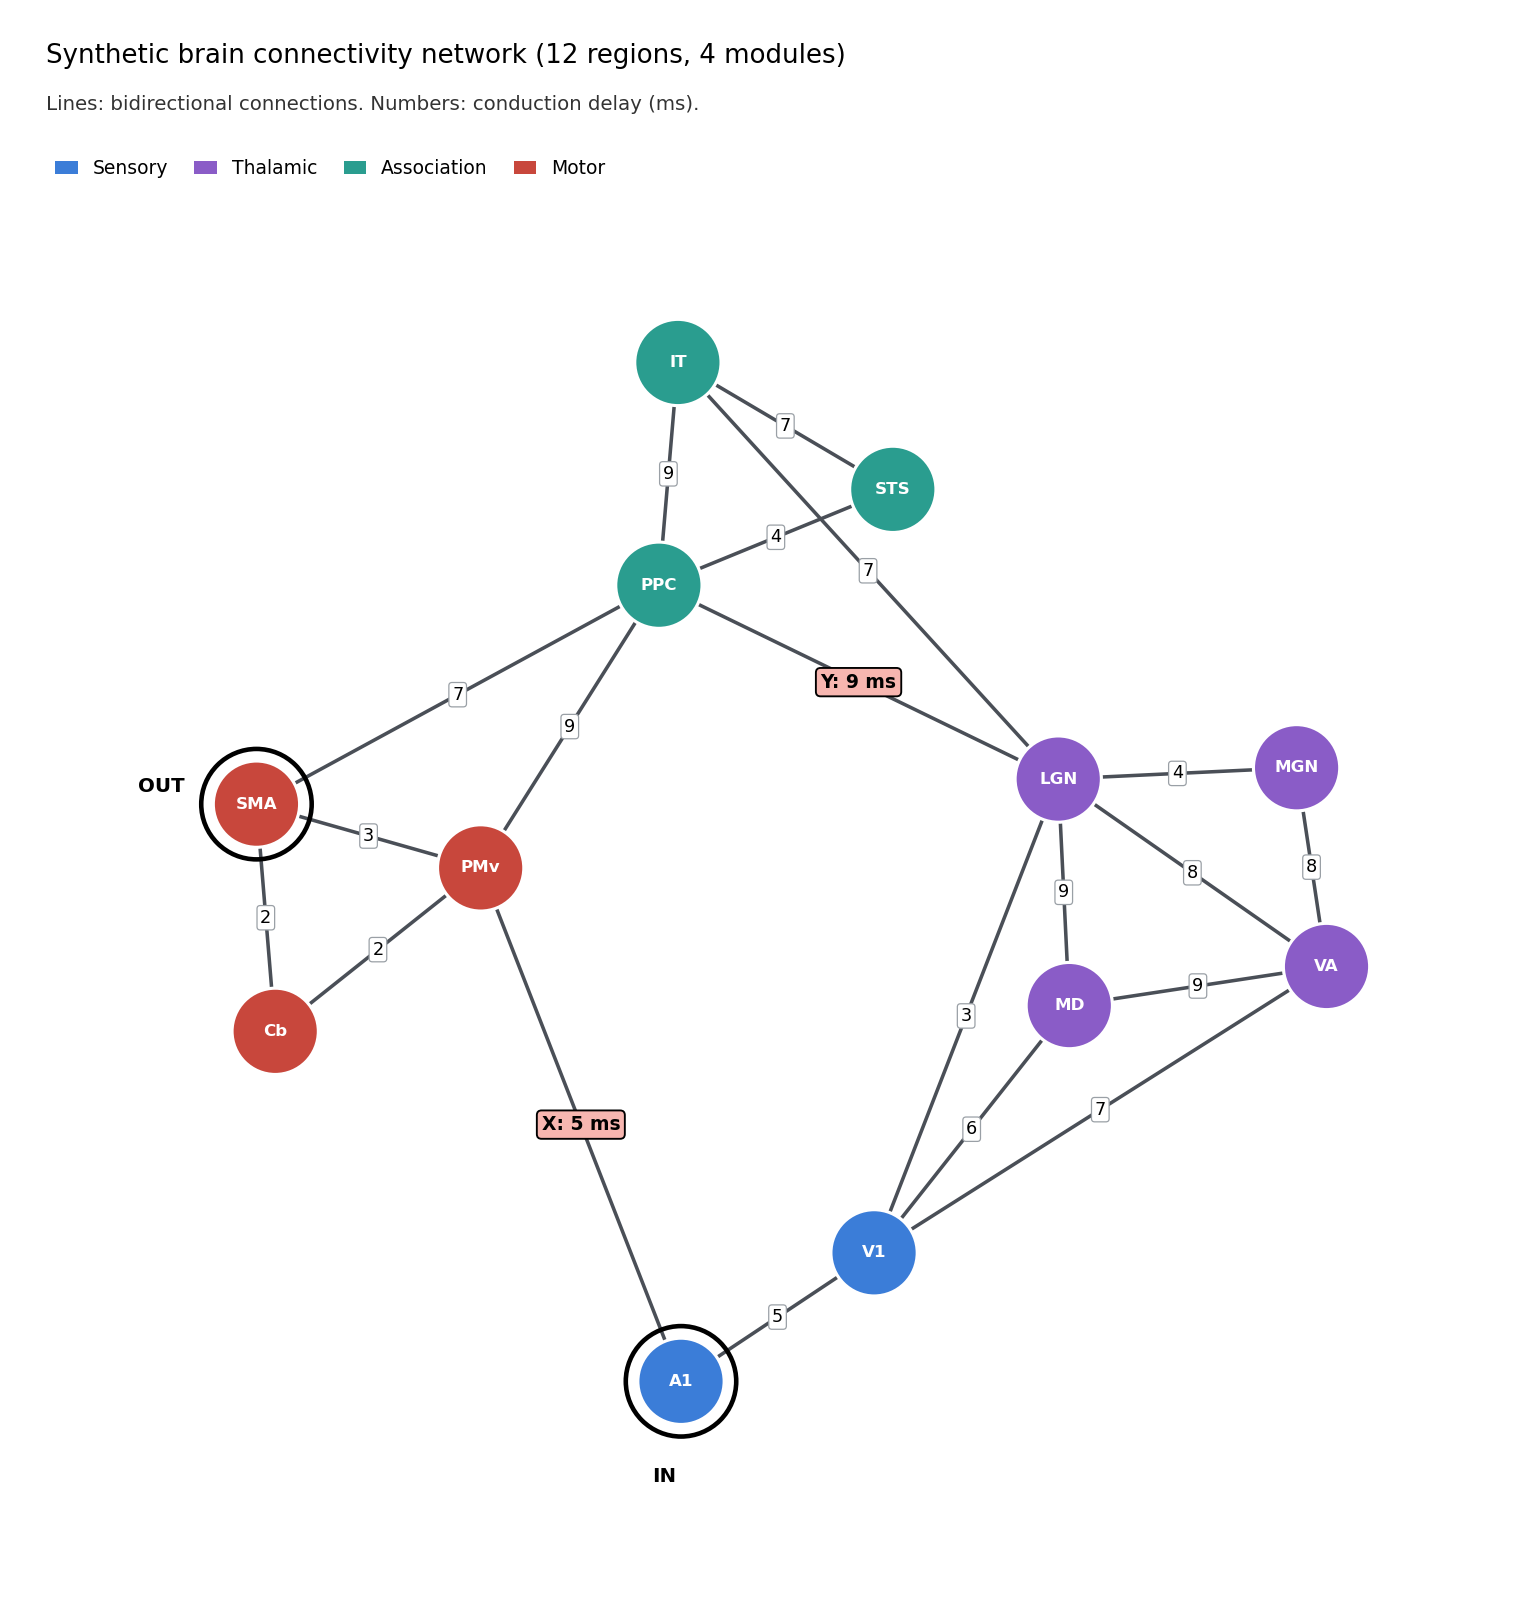 Synthetic brain connectivity network (12 regions, 4 modules)
Lines: bidirectional connections. Numbers: conduction delay (ms).
Sensory Thalamic Association Motor
IT
7
9
STS
4
PPC
7
Y: 9 ms
7
9
MGN
LGN
4
OUT
SMA
3
PMv
8
8
9
2
2
VA
9
MD
3
Cb
7
X: 5 ms
6
V1
5
A1
IN